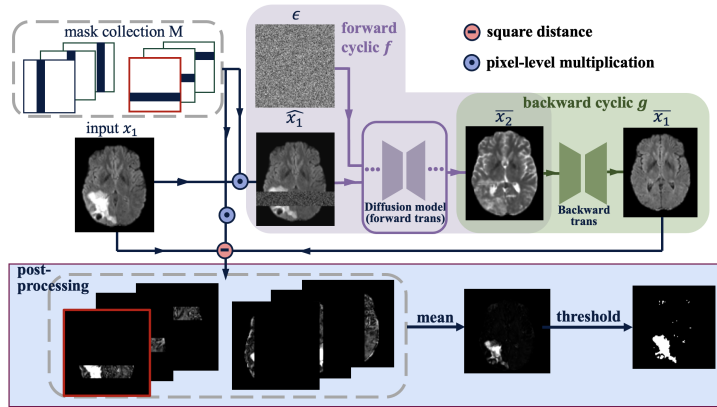 mask collection M
ϵ
forward
cyclic f
square distance
pixel-level multiplication
input x₁
x̂₁
x̅₂
backward cyclic g
x̅₁
Diffusion model
(forward trans)
Backward
trans
post-
processing
mean
threshold